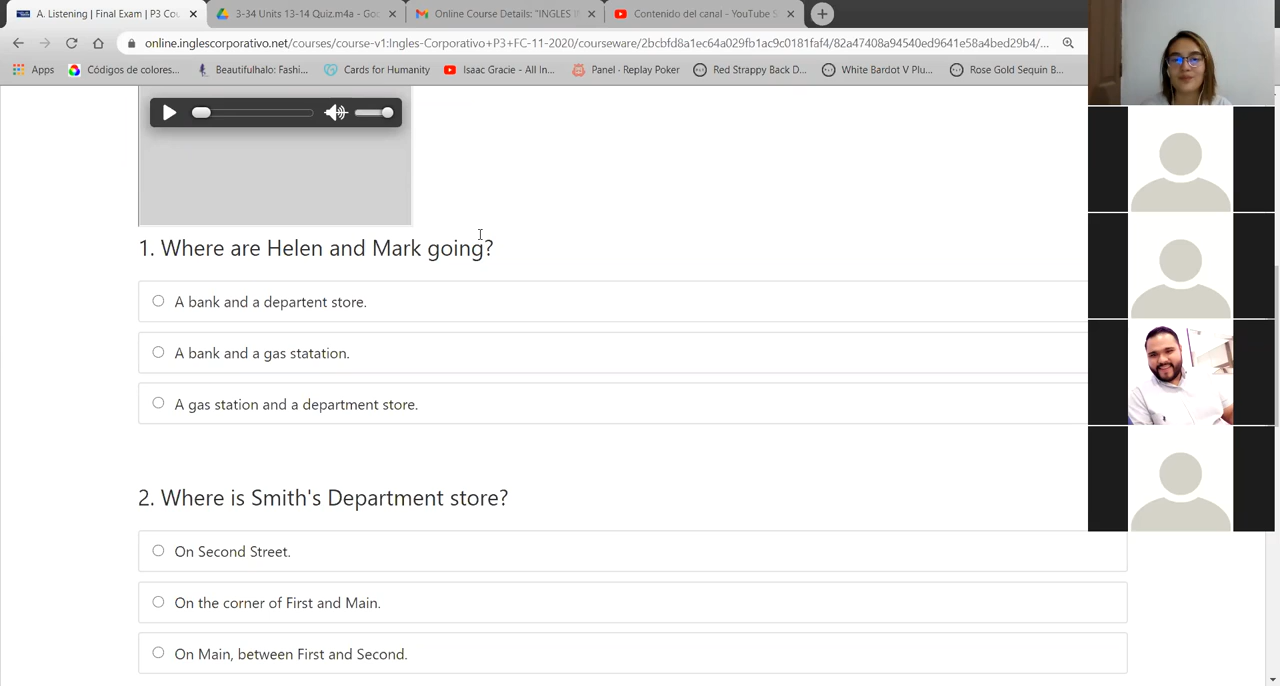 A. Listening | Final Exam | P3 Cou
3-34 Units 13-14 Quiz.m4a - Goo
Online Course Details: "INGLES IN
Contenido del canal - YouTube S
online.inglescorporativo.net/courses/course-v1:Ingles-Corporativo+P3+FC-11-2020/courseware/2bcbfd8a1ec64a029fb1ac9c0181faf4/82a47408a94540ed9641e58a4bed29b4/...
Apps
Códigos de colores...
Beautifulhalo: Fashi...
Cards for Humanity
Isaac Gracie - All In...
Panel · Replay Poker
Red Strappy Back D...
White Bardot V Plu...
Rose Gold Sequin B...
1. Where are Helen and Mark going?
A bank and a departent store.
A bank and a gas statation.
A gas station and a department store.
2. Where is Smith's Department store?
On Second Street.
On the corner of First and Main.
On Main, between First and Second.